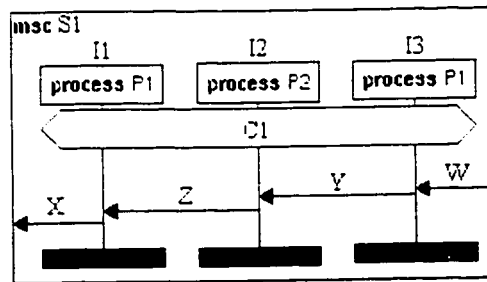 msc S1
I1 I2 I3
process P1 process P2 process P1
C1
X Z Y W